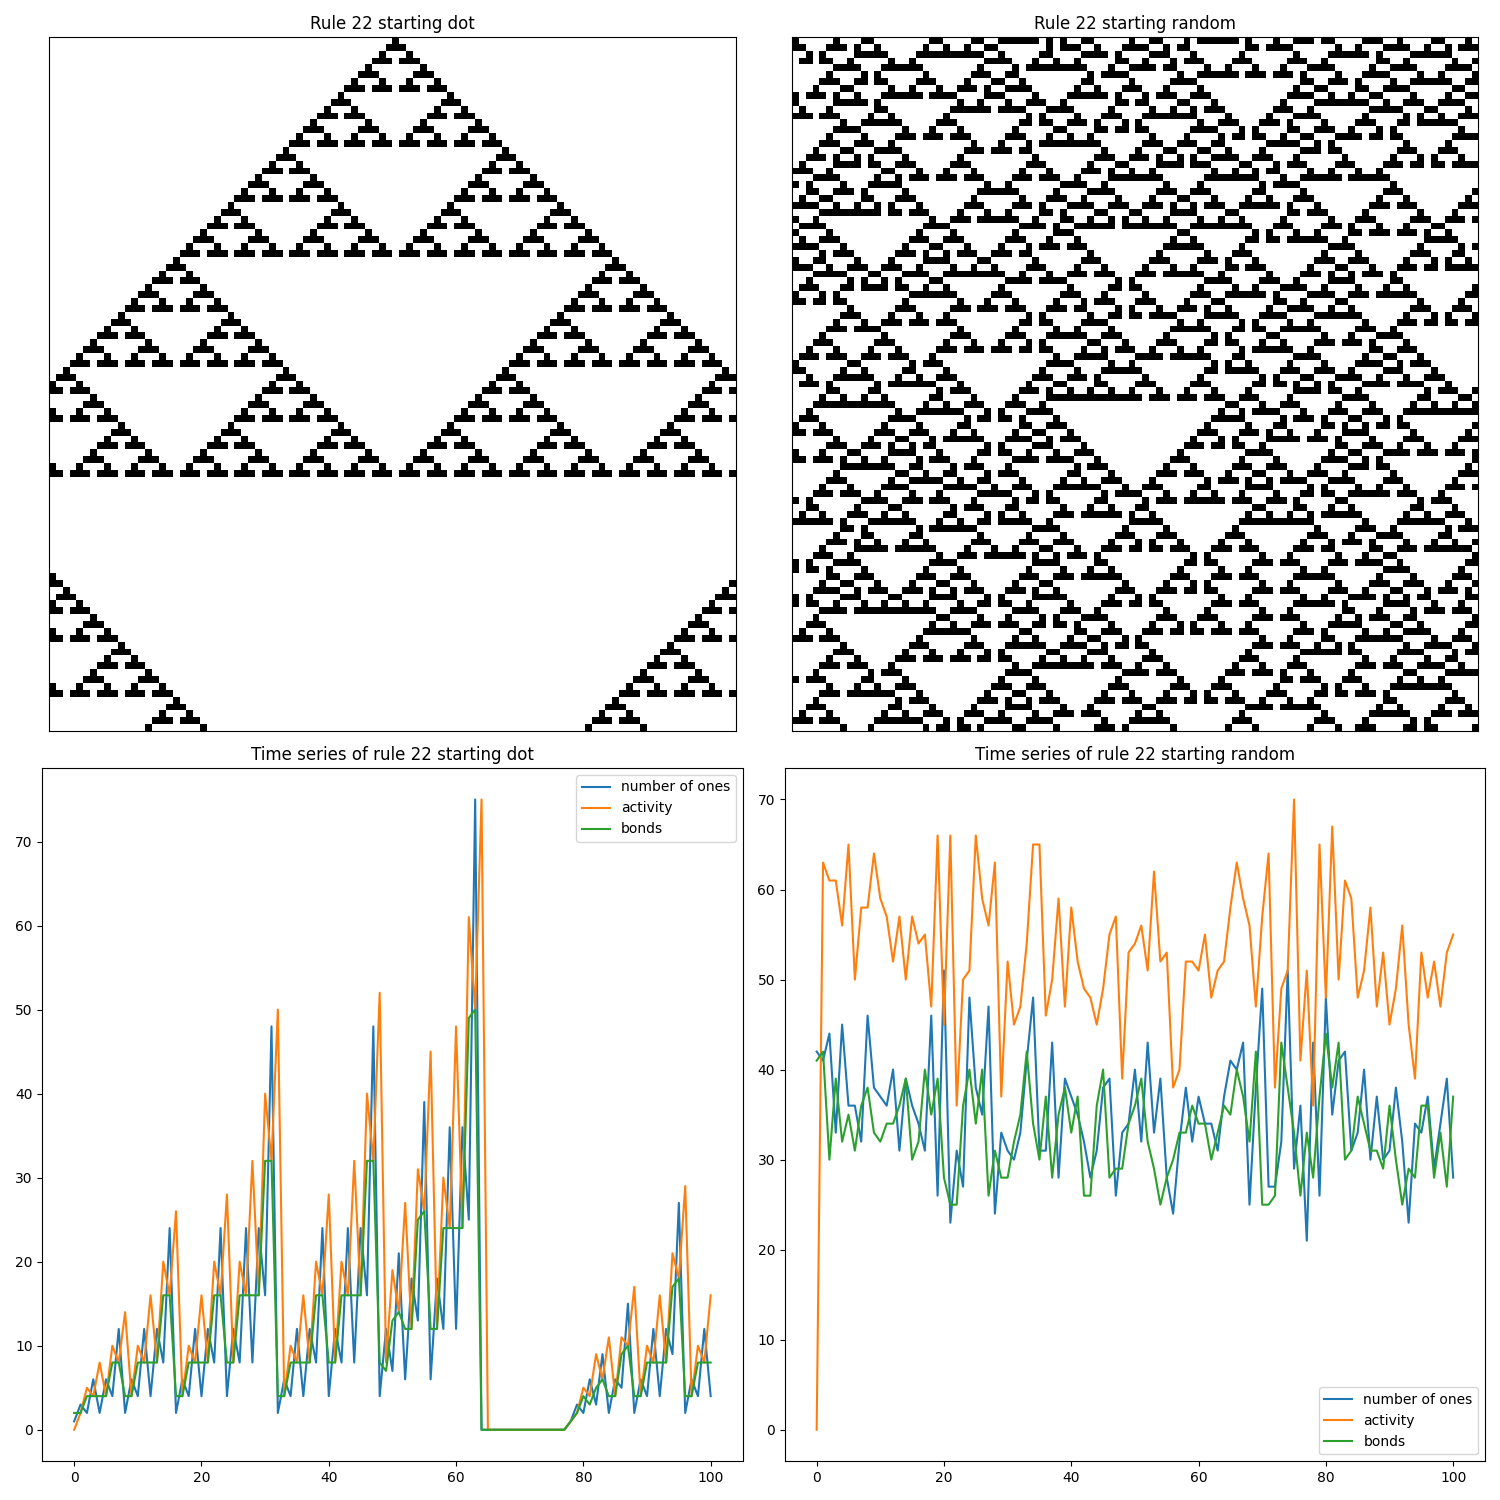 Rule 22 starting dot
Rule 22 starting random
Time series of rule 22 starting dot
number of ones
activity
bonds
70
60
50
40
30
20
10
0
0 20 40 60 80 100
Time series of rule 22 starting random
70
60
50
40
30
20
10
0
number of ones
activity
bonds
0 20 40 60 80 100